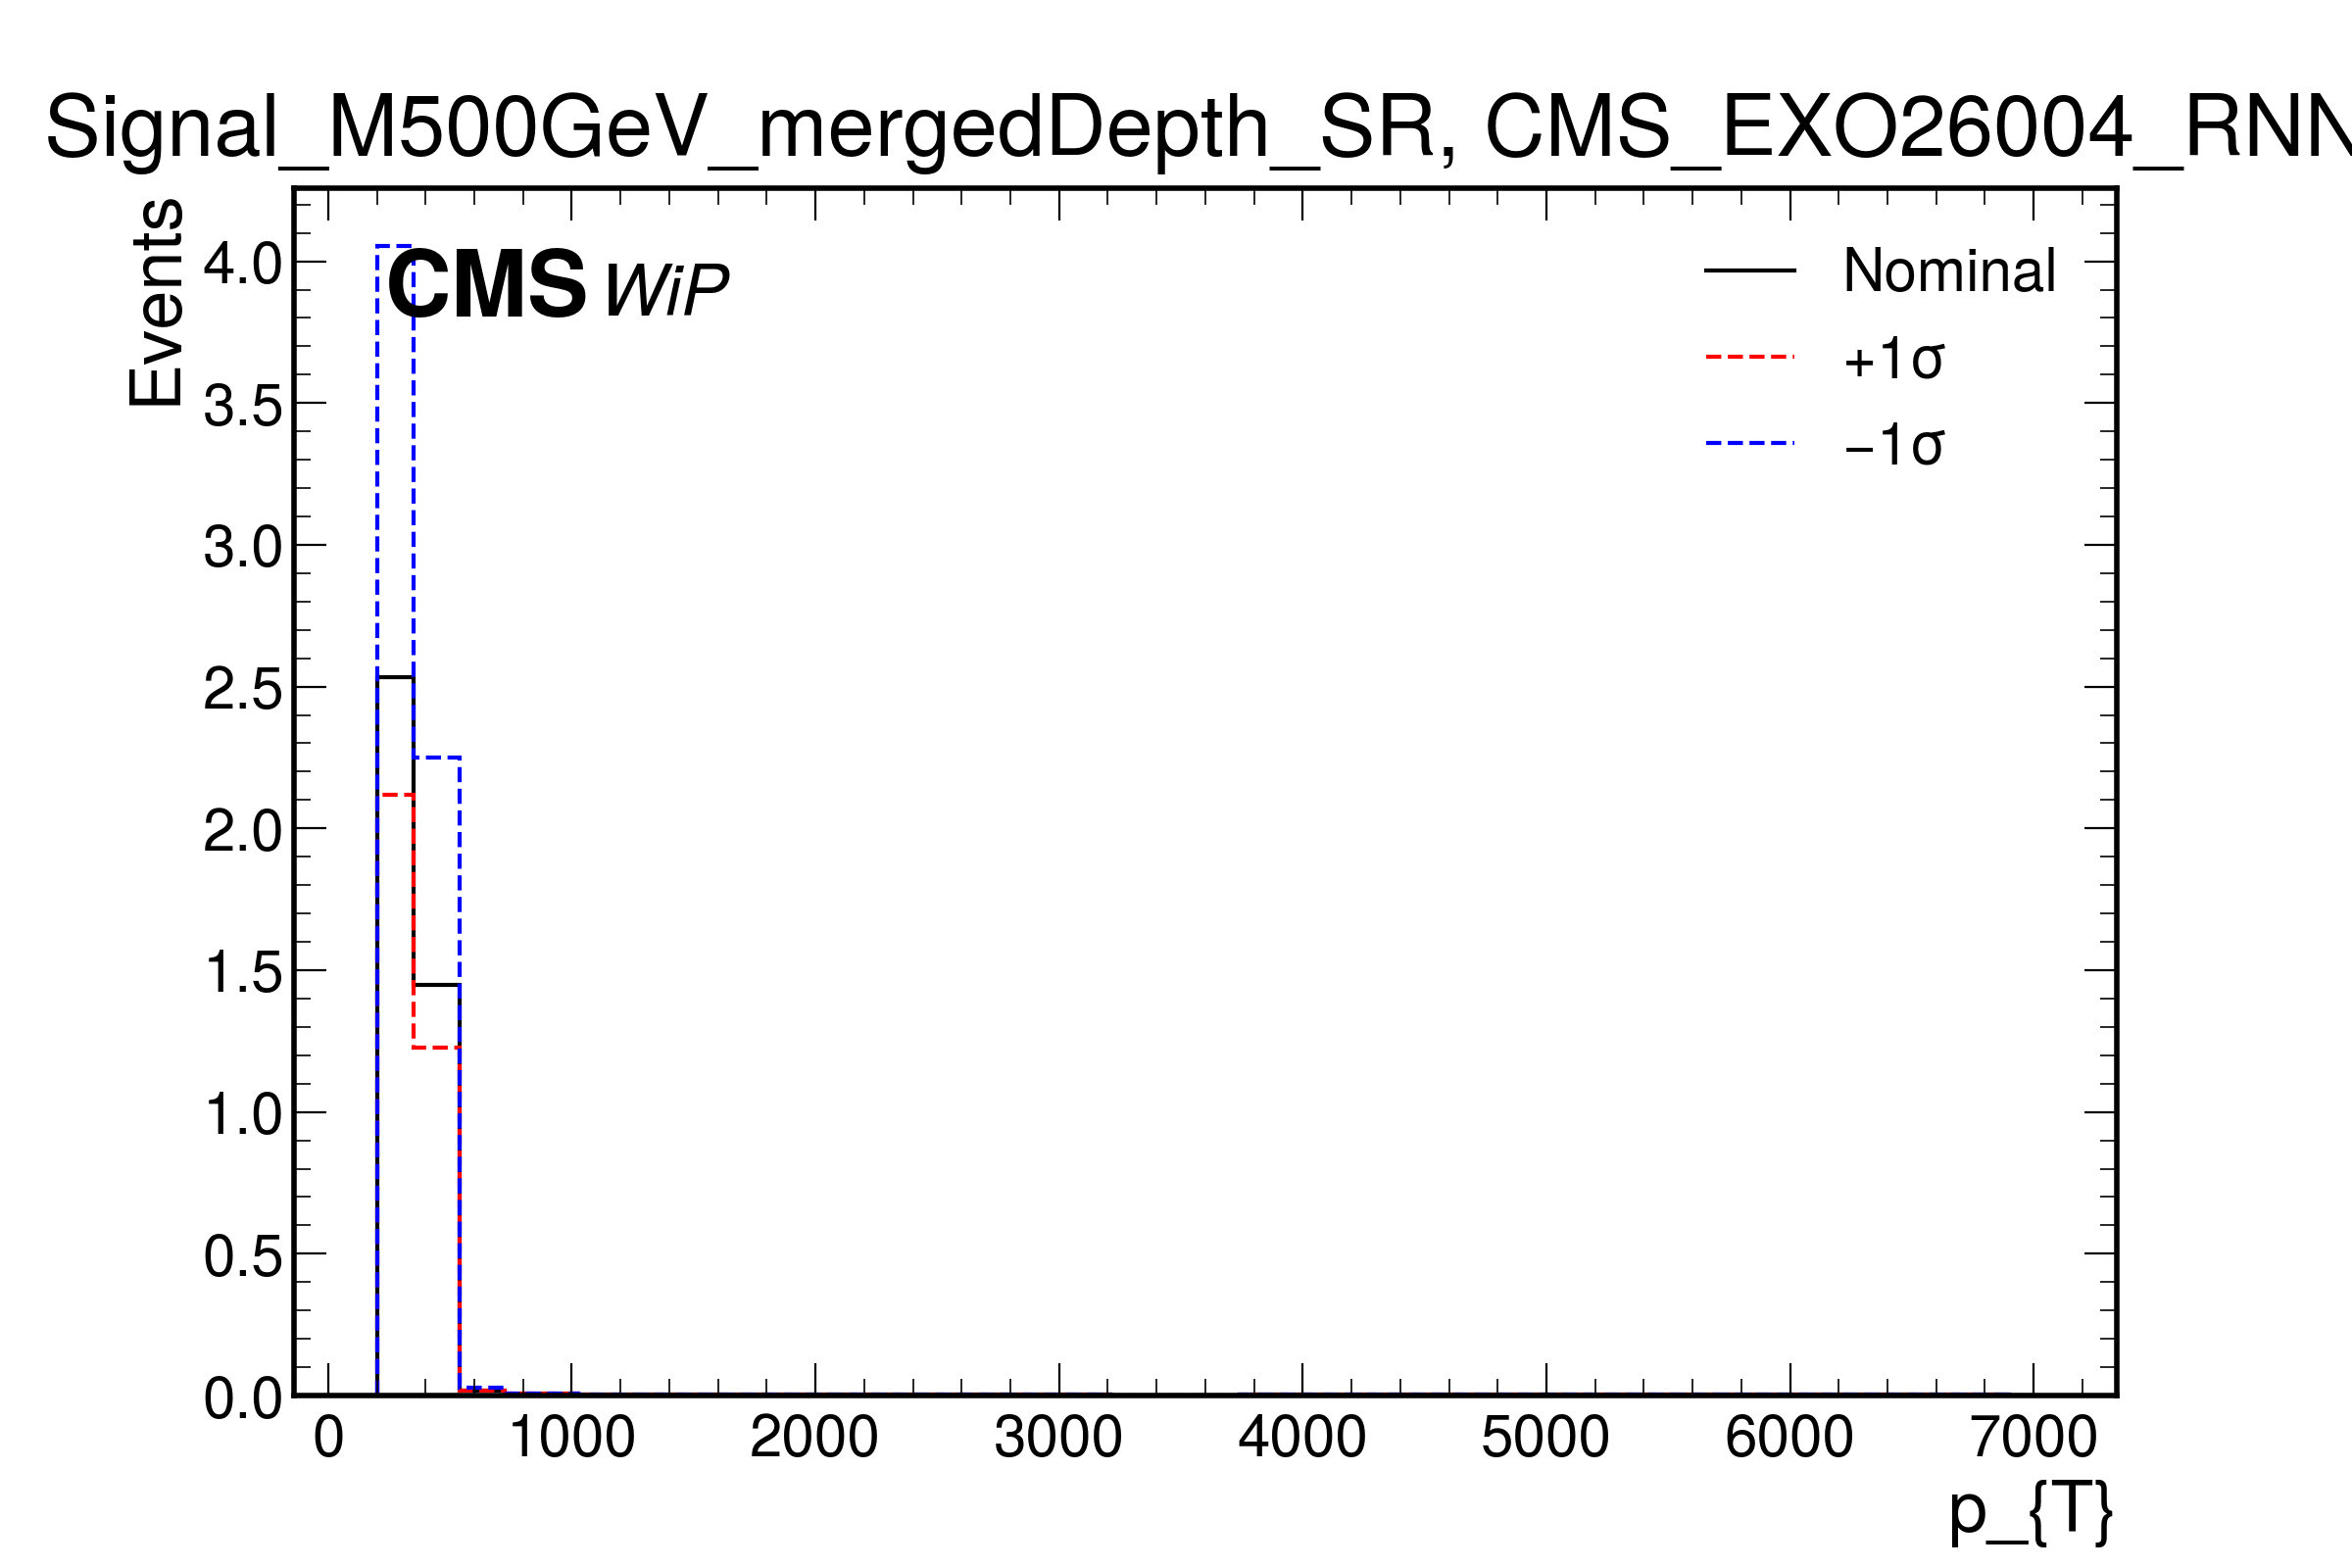 Signal_M500GeV_mergedDepth_SR, CMS_EXO26004_RNN
Events
CMS WiP
Nominal
+1σ
−1σ
4.0
3.5
3.0
2.5
2.0
1.5
1.0
0.5
0.0
0 1000 2000 3000 4000 5000 6000 7000
p_{T}